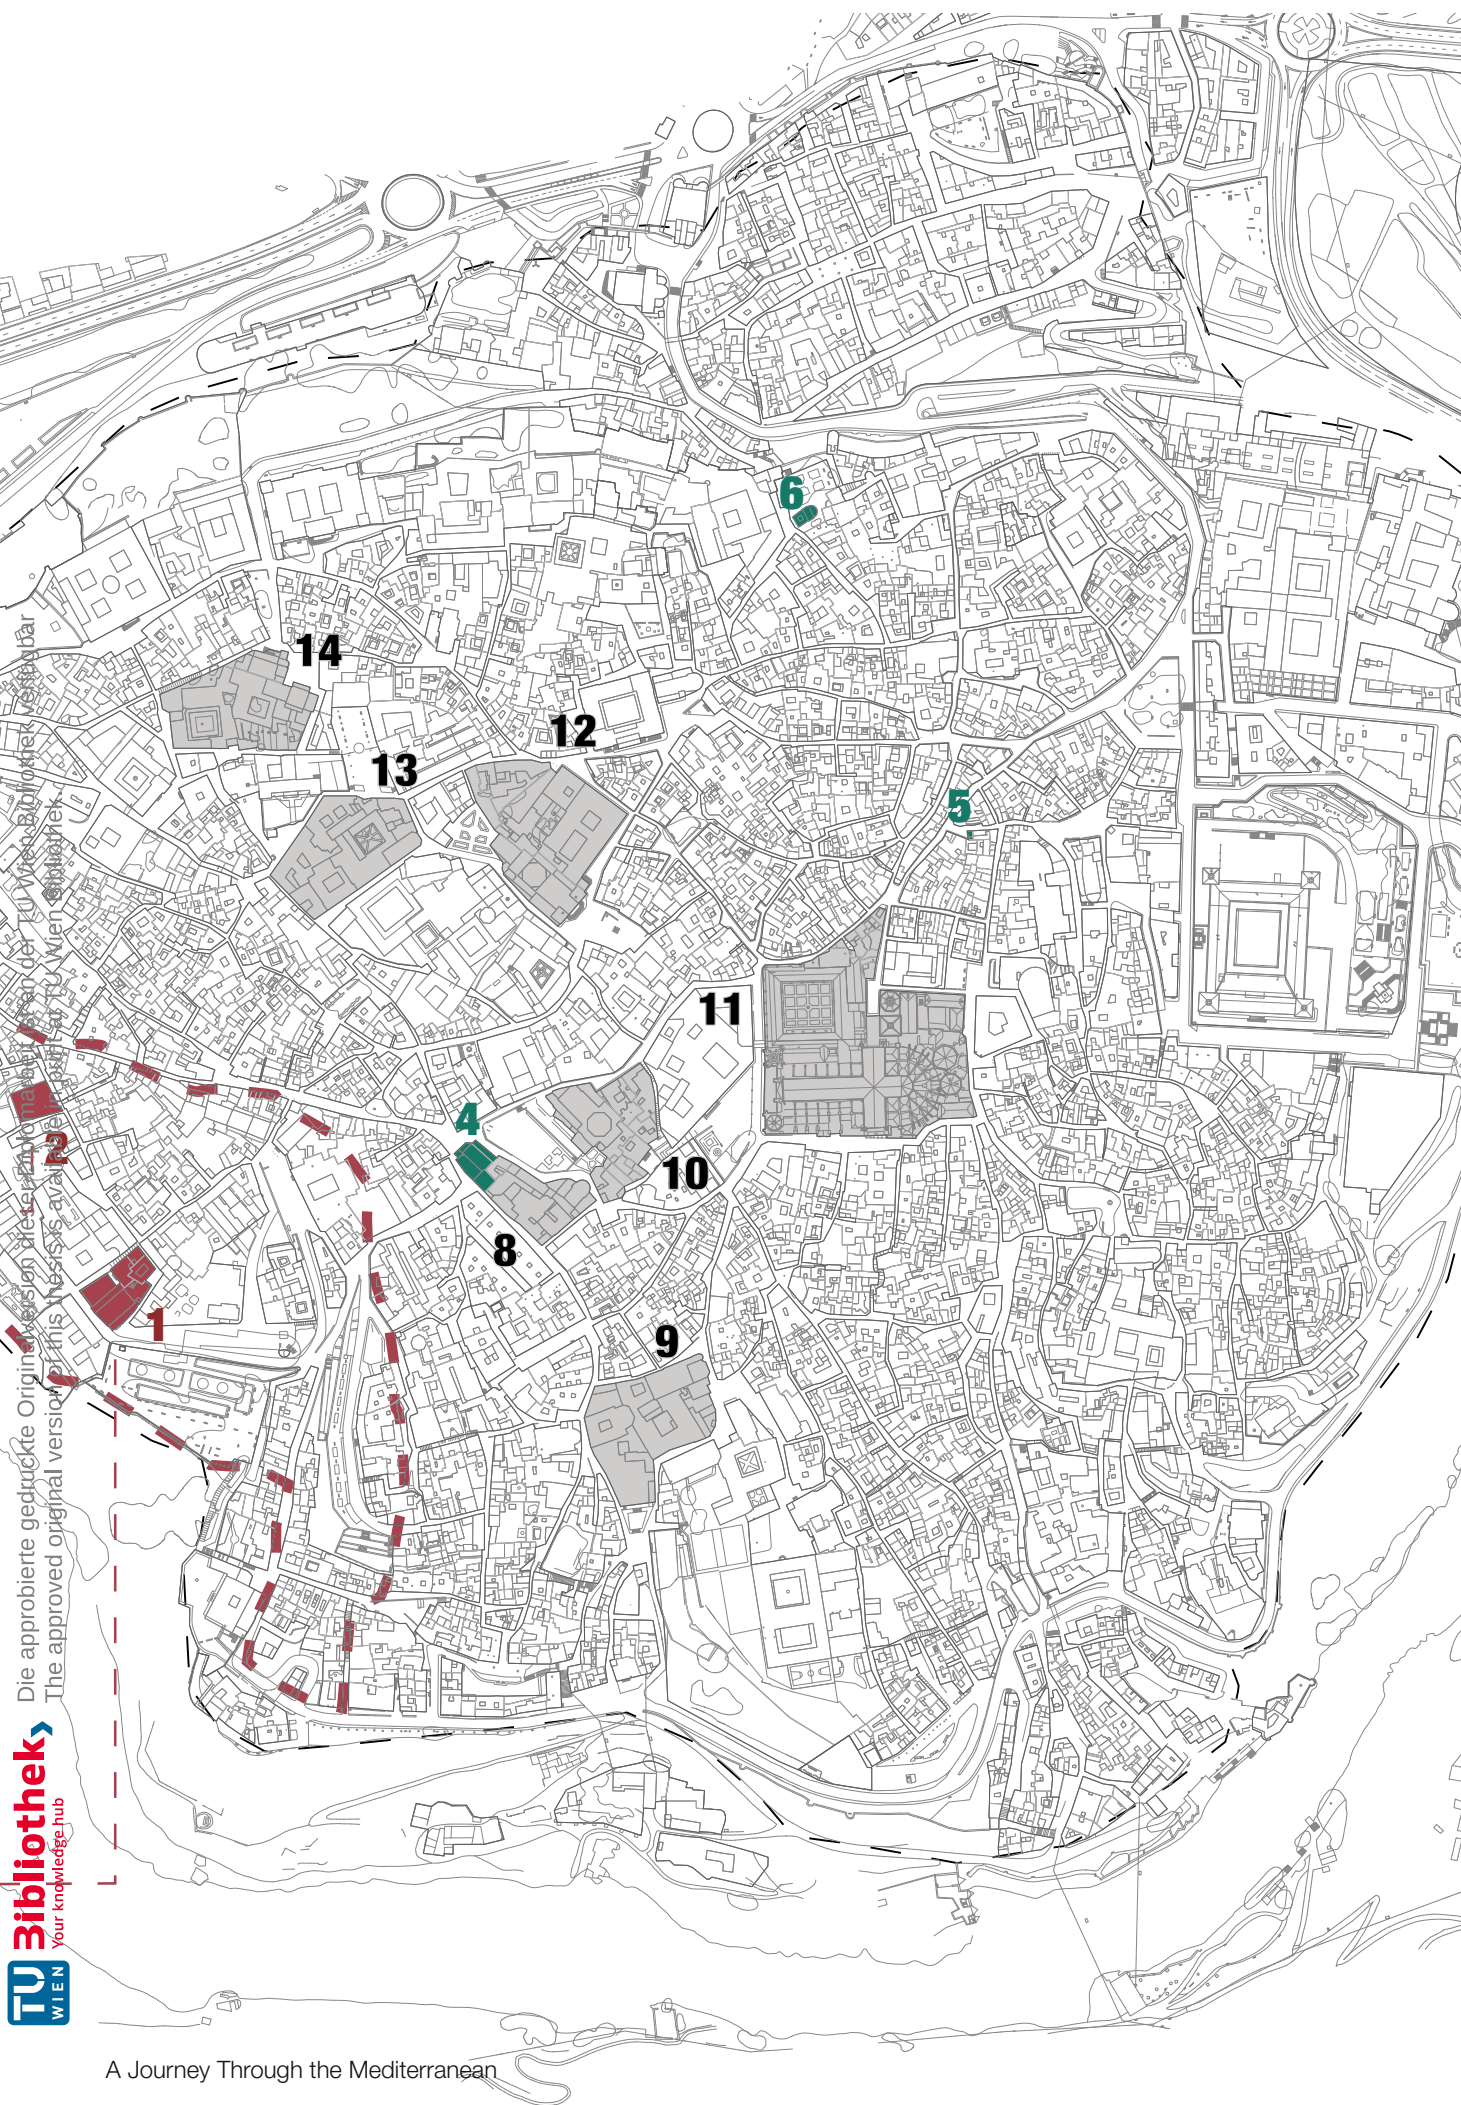 6
14
12
13
5
11
4
2
10
8
1
9
Die approbierte gedruckte Originalversion dieser Diplomarbeit ist an der TU Wien Bibliothek verfügbar
The approved original version of this thesis is available in print at TU Wien Bibliothek.
TU WIEN
Bibliothek
Your knowledge hub
A Journey Through the Mediterranean